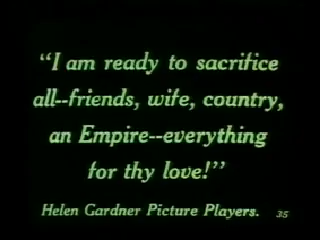 “I am ready to sacrifice
all--friends, wife, country,
an Empire--everything
for thy love!”
Helen Gardner Picture Players. 35